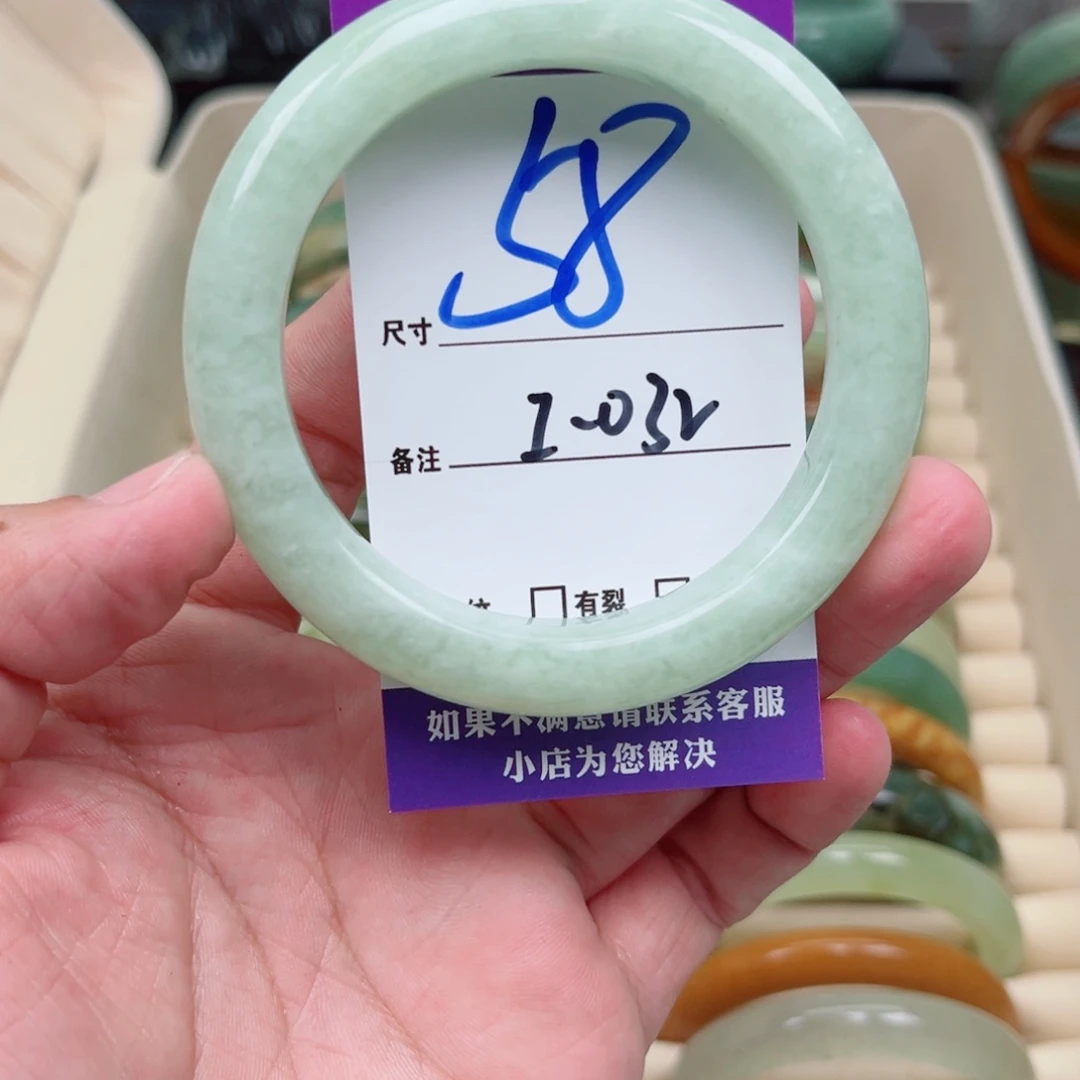 尺寸 58
备注 I-032
纹 □ 有裂 □
如果不满意请联系客服
小店为您解决